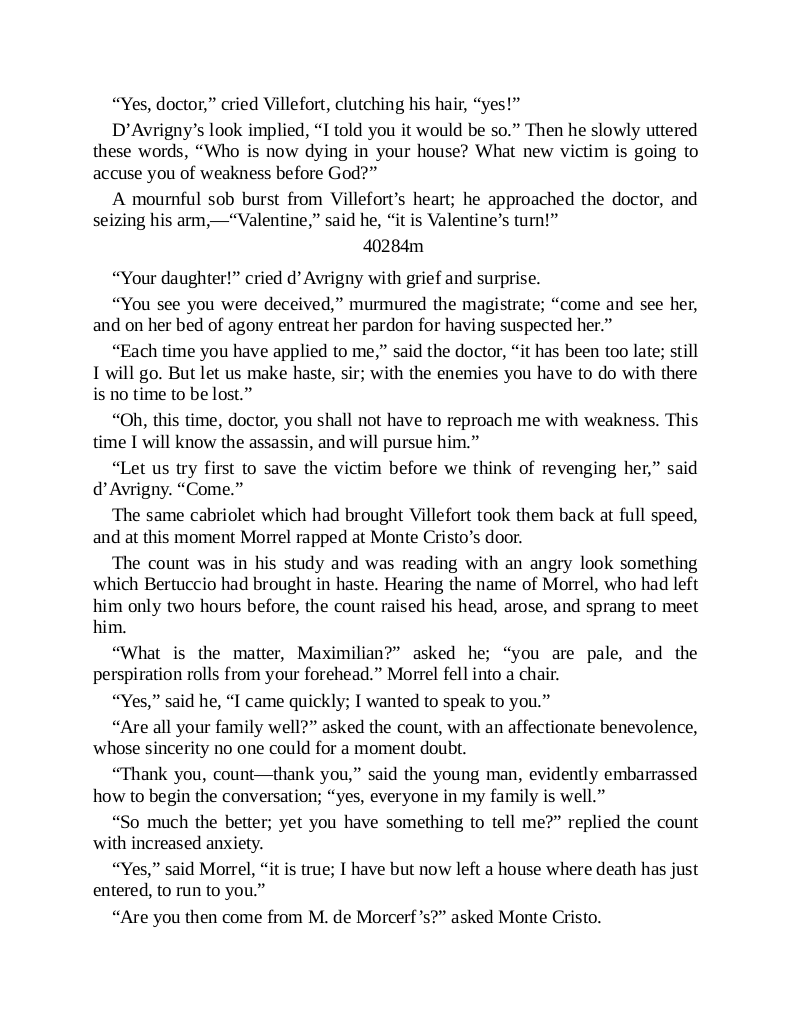 “Yes, doctor,” cried Villefort, clutching his hair, “yes!”
D’Avrigny’s look implied, “I told you it would be so.” Then he slowly uttered
these words, “Who is now dying in your house? What new victim is going to
accuse you of weakness before God?”
A mournful sob burst from Villefort’s heart; he approached the doctor, and
seizing his arm,—“Valentine,” said he, “it is Valentine’s turn!”
40284m
“Your daughter!” cried d’Avrigny with grief and surprise.
“You see you were deceived,” murmured the magistrate; “come and see her,
and on her bed of agony entreat her pardon for having suspected her.”
“Each time you have applied to me,” said the doctor, “it has been too late; still
I will go. But let us make haste, sir; with the enemies you have to do with there
is no time to be lost.”
“Oh, this time, doctor, you shall not have to reproach me with weakness. This
time I will know the assassin, and will pursue him.”
“Let us try first to save the victim before we think of revenging her,” said
d’Avrigny. “Come.”
The same cabriolet which had brought Villefort took them back at full speed,
and at this moment Morrel rapped at Monte Cristo’s door.
The count was in his study and was reading with an angry look something
which Bertuccio had brought in haste. Hearing the name of Morrel, who had left
him only two hours before, the count raised his head, arose, and sprang to meet
him.
“What is the matter, Maximilian?” asked he; “you are pale, and the
perspiration rolls from your forehead.” Morrel fell into a chair.
“Yes,” said he, “I came quickly; I wanted to speak to you.”
“Are all your family well?” asked the count, with an affectionate benevolence,
whose sincerity no one could for a moment doubt.
“Thank you, count—thank you,” said the young man, evidently embarrassed
how to begin the conversation; “yes, everyone in my family is well.”
“So much the better; yet you have something to tell me?” replied the count
with increased anxiety.
“Yes,” said Morrel, “it is true; I have but now left a house where death has just
entered, to run to you.”
“Are you then come from M. de Morcerf’s?” asked Monte Cristo.